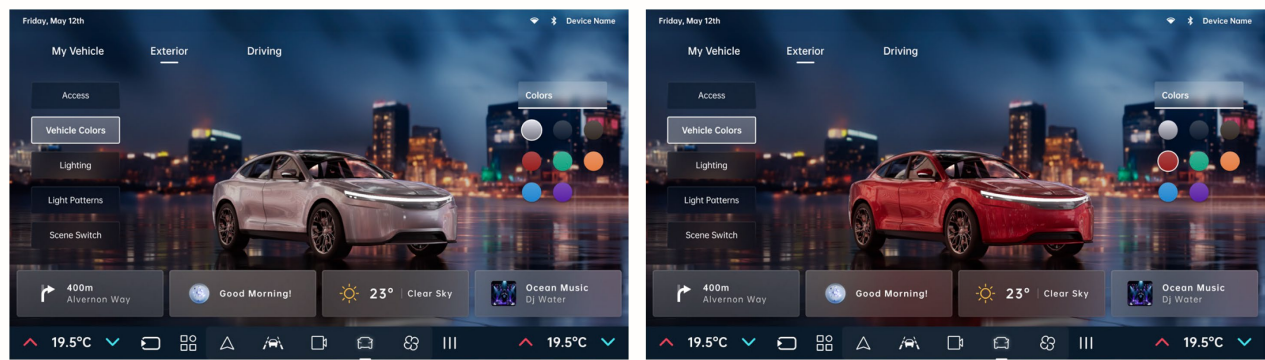 Friday, May 12th
Device Name
My Vehicle
Exterior
Driving
Access
Vehicle Colors
Lighting
Light Patterns
Scene Switch
Colors
400m
Alvernon Way
Good Morning!
23° | Clear Sky
Ocean Music
Dj Water
19.5°C
19.5°C
Friday, May 12th
Device Name
My Vehicle
Exterior
Driving
Access
Vehicle Colors
Lighting
Light Patterns
Scene Switch
Colors
400m
Alvernon Way
Good Morning!
23° | Clear Sky
Ocean Music
Dj Water
19.5°C
19.5°C